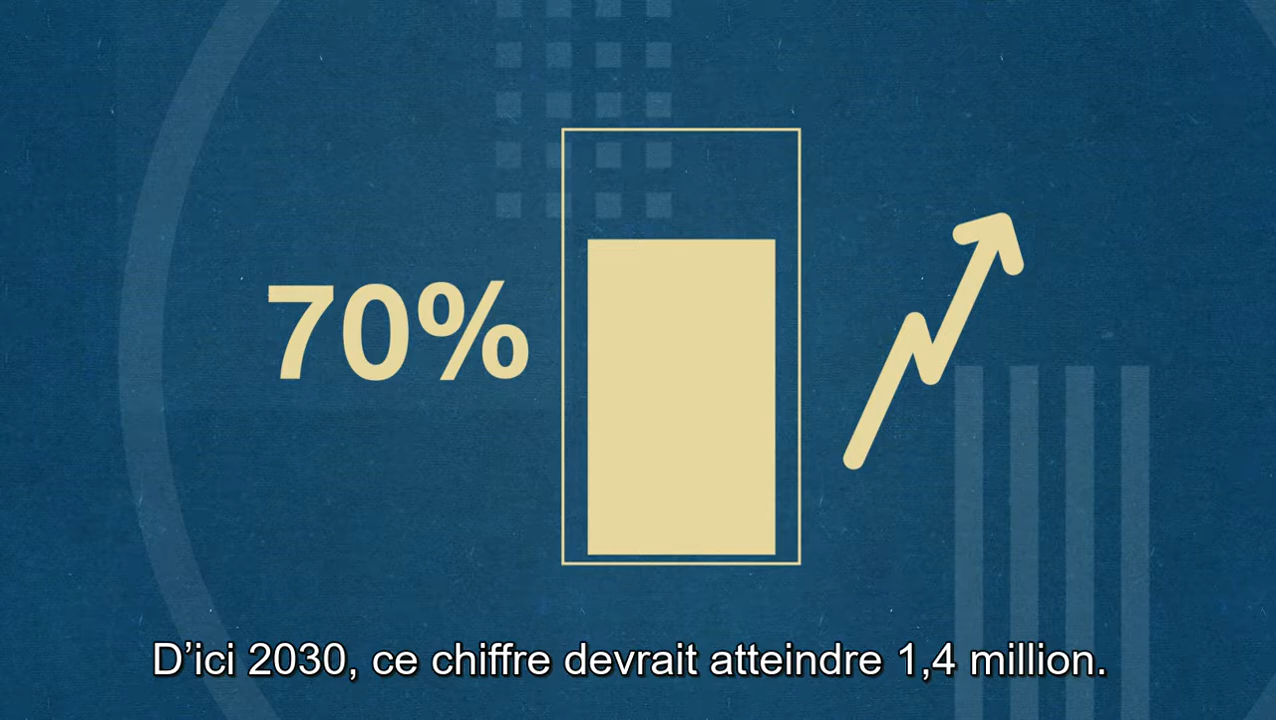 70%
D’ici 2030, ce chiffre devrait atteindre 1,4 million.